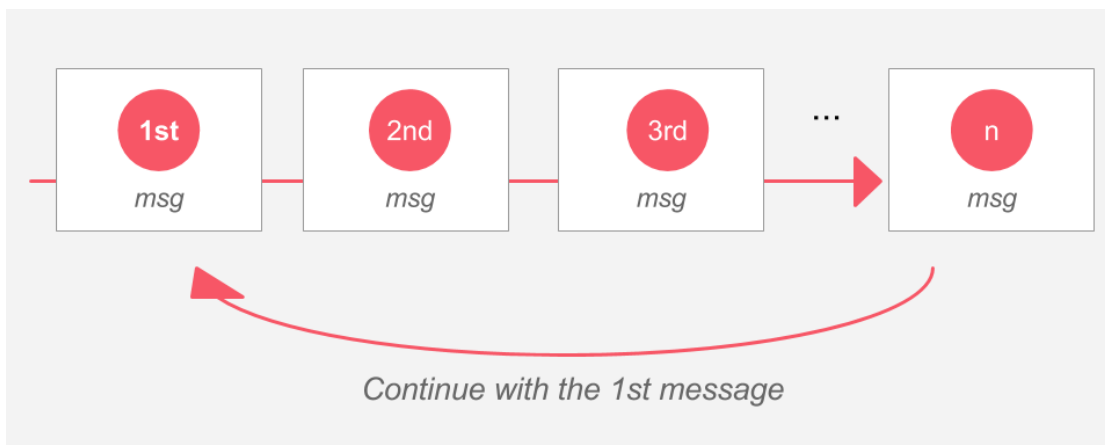 1st
msg
2nd
msg
3rd
msg
...
n
msg
Continue with the 1st message